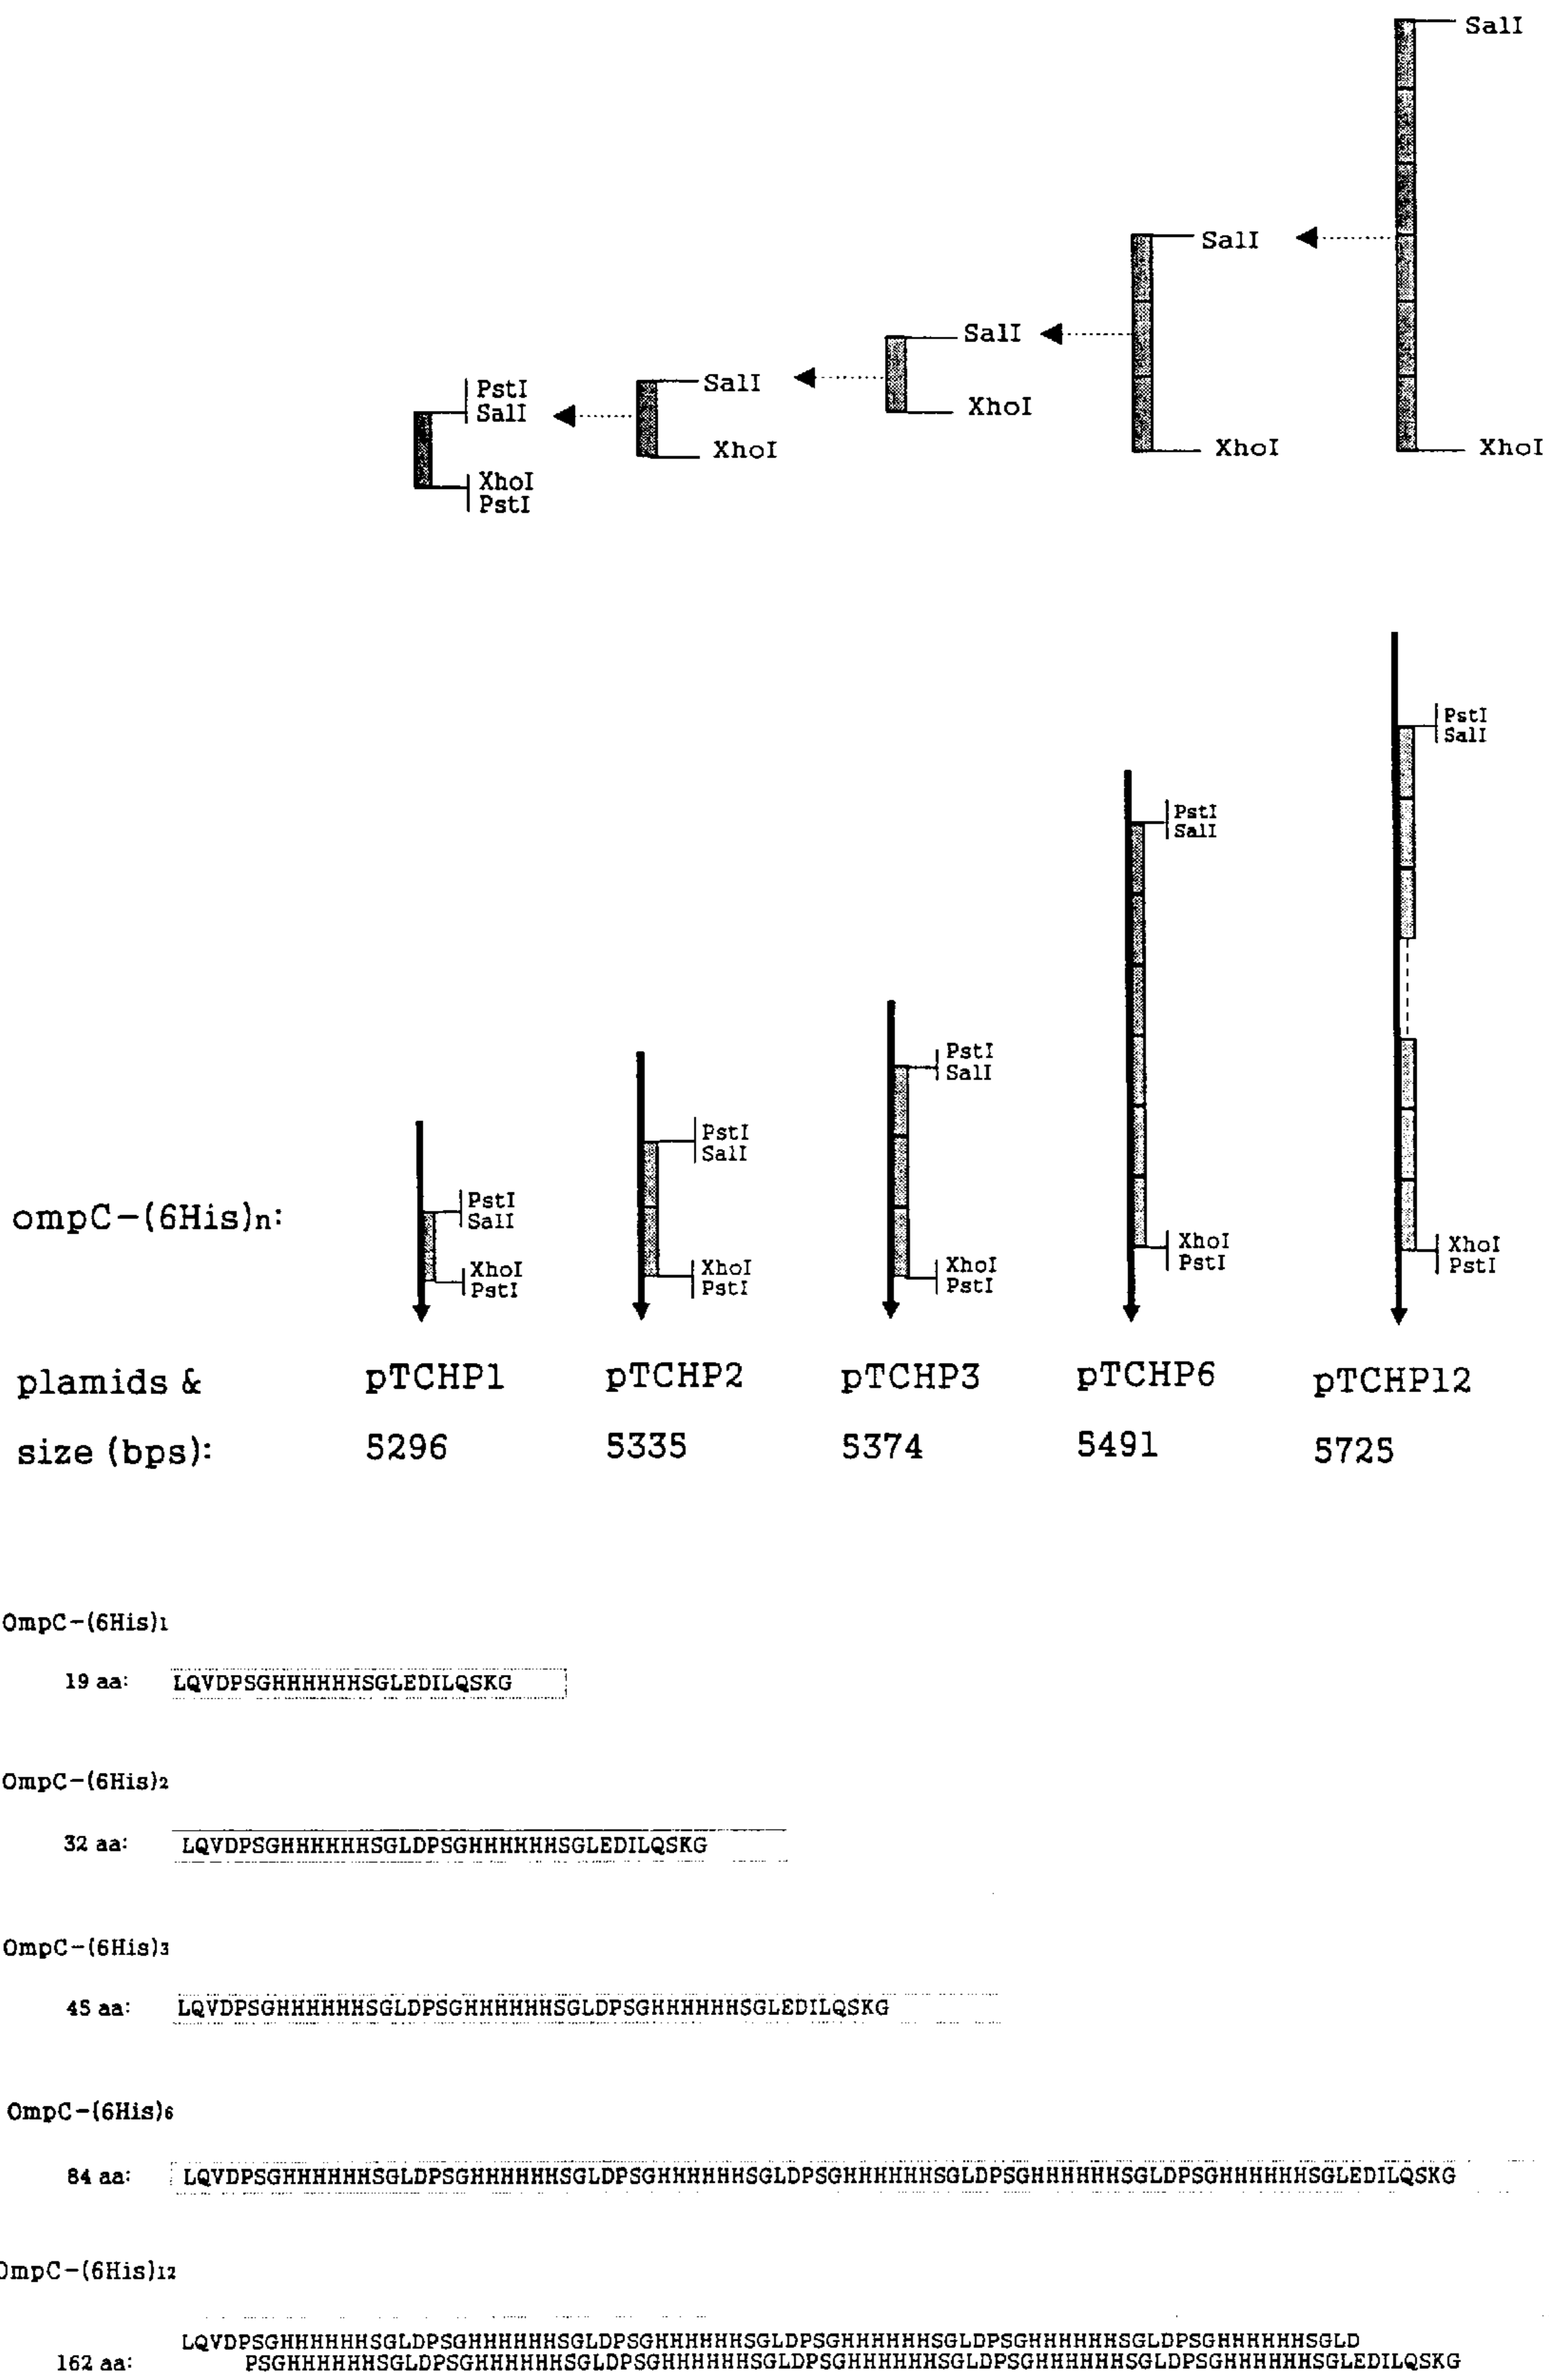 SalI
SalI
SalI
XhoI
SalI
XhoI
PstI
SalI
XhoI
PstI
XhoI
XhoI
PstI
SalI
PstI
SalI
PstI
SalI
PstI
SalI
ompC-(6His)n:
PstI
SalI
XhoI
PstI
XhoI
PstI
XhoI
PstI
XhoI
PstI
XhoI
PstI
plamids & pTCHP1 pTCHP2 pTCHP3 pTCHP6 pTCHP12
size (bps): 5296 5335 5374 5491 5725
OmpC-(6His)1
19 aa: LQVDPSGHHHHHHSGLEDILQSKG
OmpC-(6His)2
32 aa: LQVDPSGHHHHHHSGLDPSGHHHHHHSGLEDILQSKG
OmpC-(6His)3
45 aa: LQVDPSGHHHHHHSGLDPSGHHHHHHSGLDPSGHHHHHHSGLEDILQSKG
OmpC-(6His)6
84 aa: LQVDPSGHHHHHHSGLDPSGHHHHHHSGLDPSGHHHHHHSGLDPSGHHHHHHSGLDPSGHHHHHHSGLDPSGHHHHHHSGLEDILQSKG
OmpC-(6His)12
LQVDPSGHHHHHHSGLDPSGHHHHHHSGLDPSGHHHHHHSGLDPSGHHHHHHSGLDPSGHHHHHHSGLDPSGHHHHHHSGLD
162 aa: PSGHHHHHHSGLDPSGHHHHHHSGLDPSGHHHHHHSGLDPSGHHHHHHSGLDPSGHHHHHHSGLDPSGHHHHHHSGLEDILQSKG